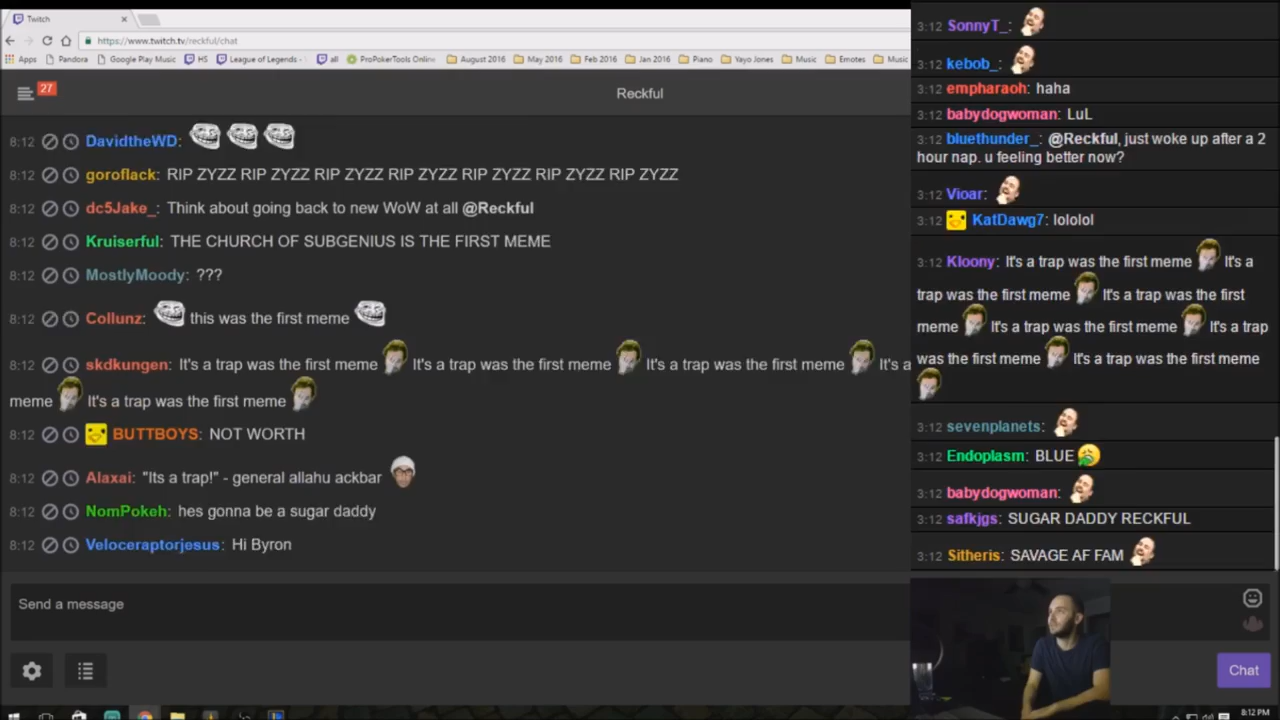 Twitch
https://www.twitch.tv/reckful/chat
Apps Pandora Google Play Music HS League of Legends - all ProPokerTools Online August 2016 May 2016 Feb 2016 Jan 2016 Piano Yayo Jones Music Emotes Music
27
Reckful
8:12 DavidtheWD:
8:12 goroflack: RIP ZYZZ RIP ZYZZ RIP ZYZZ RIP ZYZZ RIP ZYZZ RIP ZYZZ RIP ZYZZ
8:12 dc5Jake_: Think about going back to new WoW at all @Reckful
8:12 Kruiserful: THE CHURCH OF SUBGENIUS IS THE FIRST MEME
8:12 MostlyMoody: ???
8:12 Collunz: this was the first meme
8:12 skdkungen: It's a trap was the first meme It's a trap was the first meme It's a trap was the first meme It's a
meme It's a trap was the first meme
8:12 BUTTBOYS: NOT WORTH
8:12 Alaxai: "Its a trap!" - general allahu ackbar
8:12 NomPokeh: hes gonna be a sugar daddy
8:12 Veloceraptorjesus: Hi Byron
Send a message
3:12 SonnyT_:
3:12 kebob_:
3:12 empharaoh: haha
3:12 babydogwoman: LuL
3:12 bluethunder_: @Reckful, just woke up after a 2
hour nap. u feeling better now?
3:12 Vioar:
3:12 KatDawg7: lololol
3:12 Kloony: It's a trap was the first meme It's a
trap was the first meme It's a trap was the first
meme It's a trap was the first meme It's a trap
was the first meme It's a trap was the first meme
3:12 sevenplanets:
3:12 Endoplasm: BLUE
3:12 babydogwoman:
3:12 safkjgs: SUGAR DADDY RECKFUL
3:12 Sitheris: SAVAGE AF FAM
Chat
8:12 PM